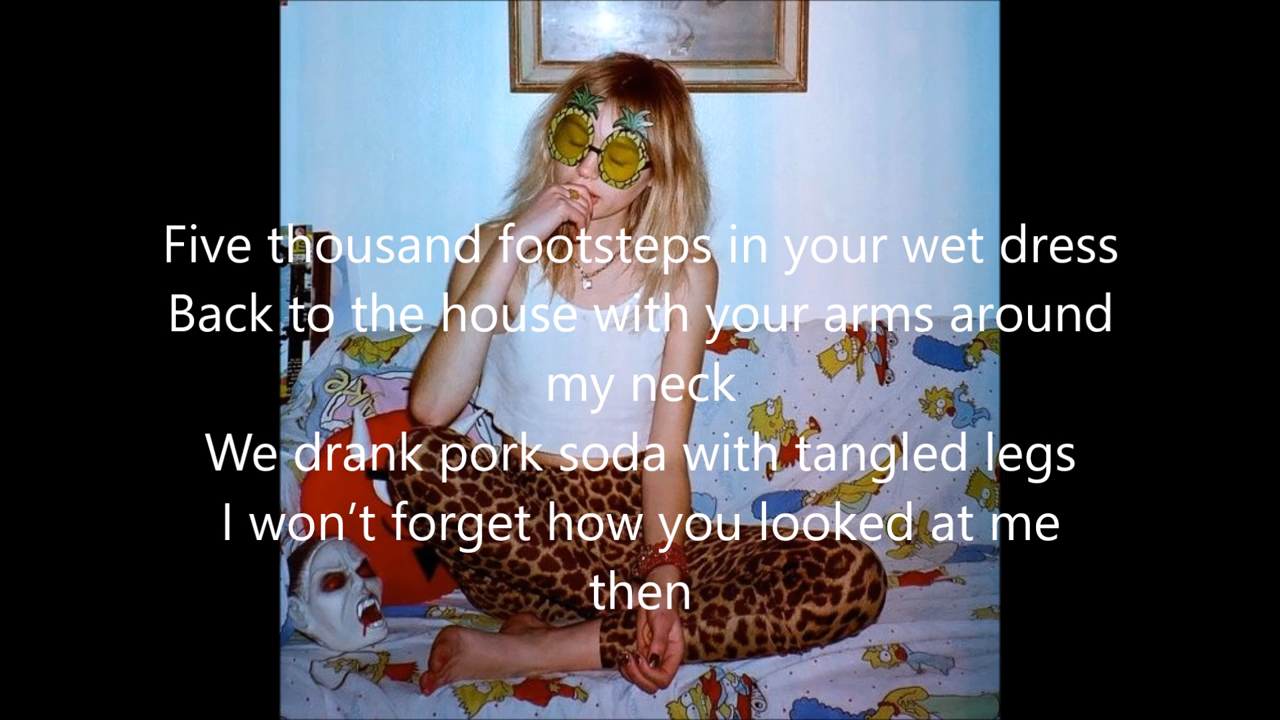 Five thousand footsteps in your wet dress
Back to the house with your arms around
my neck
We drank pork soda with tangled legs
I won’t forget how you looked at me
then